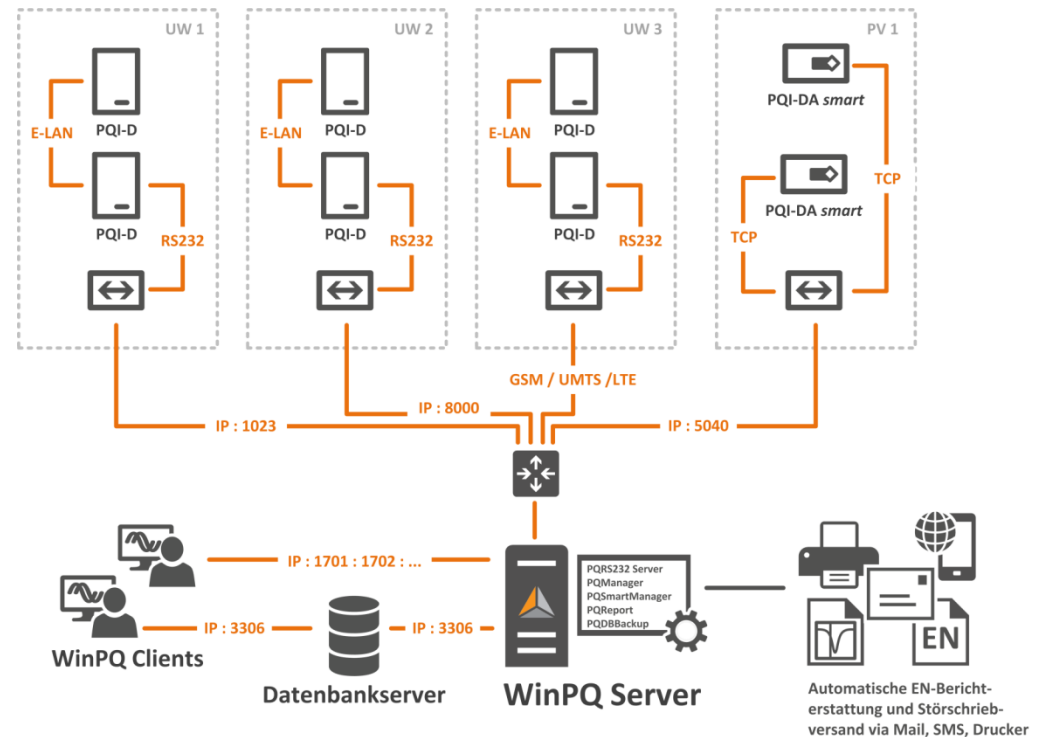 UW 1
UW 2
UW 3
PV 1
PQI-D
PQI-D
PQI-D
PQI-DA smart
E-LAN
E-LAN
E-LAN
TCP
PQI-D
PQI-D
PQI-D
PQI-DA smart
RS232
RS232
RS232
TCP
GSM / UMTS /LTE
IP : 8000
IP : 1023
IP : 5040
IP : 1701 : 1702 : ...
PQRS232 Server
PQManager
PQSmartManager
PQReport
PQDBBackup
IP : 3306
IP : 3306
EN
WinPQ Clients
Datenbankserver
WinPQ Server
Automatische EN-Bericht-
erstattung und Störschrieb-
versand via Mail, SMS, Drucker